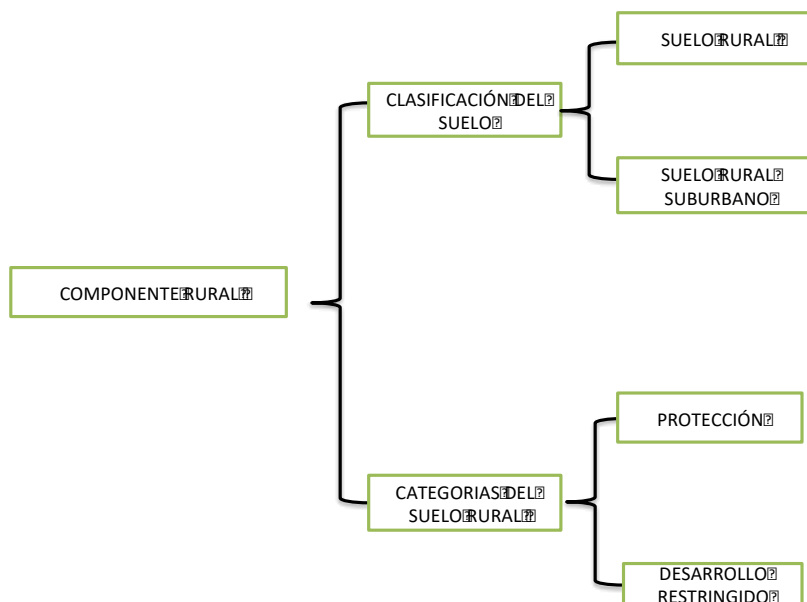 SUELO RURAL
CLASIFICACIÓN DEL
SUELO
SUELO RURAL
SUBURBANO
COMPONENTE RURAL
PROTECCIÓN
CATEGORIAS DEL
SUELO RURAL
DESARROLLO
RESTRINGIDO